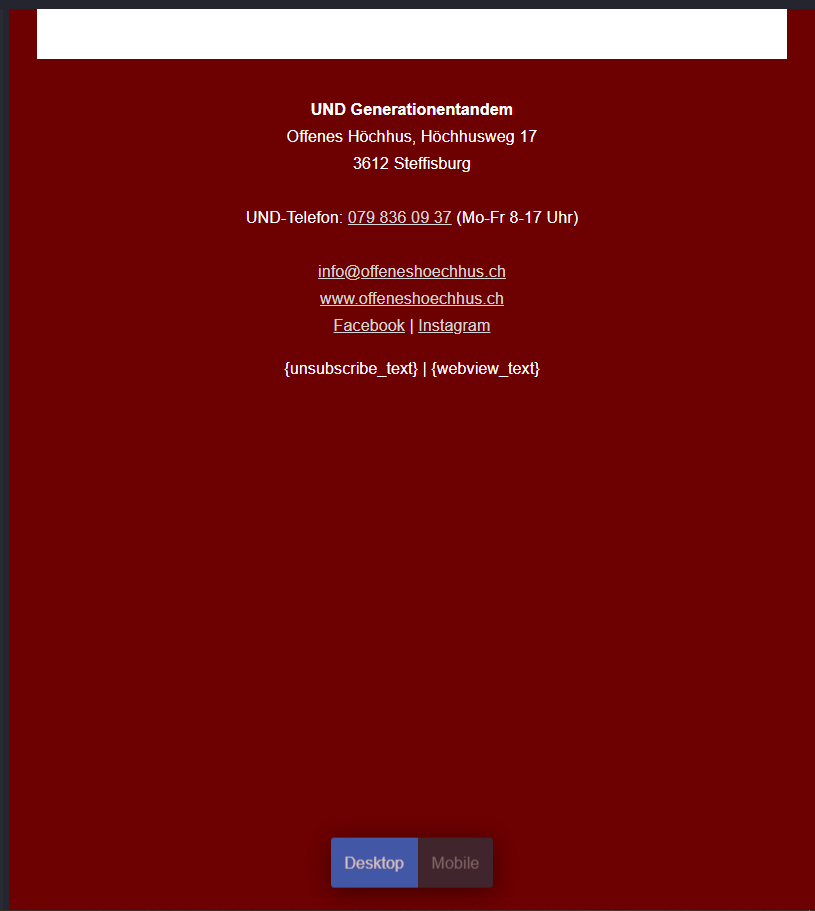 UND Generationentandem
Offenes Höchhus, Höchhusweg 17
3612 Steffisburg
UND-Telefon: 079 836 09 37 (Mo-Fr 8-17 Uhr)
info@offeneshoechhus.ch
www.offeneshoechhus.ch
Facebook | Instagram
{unsubscribe_text} | {webview_text}
Desktop Mobile